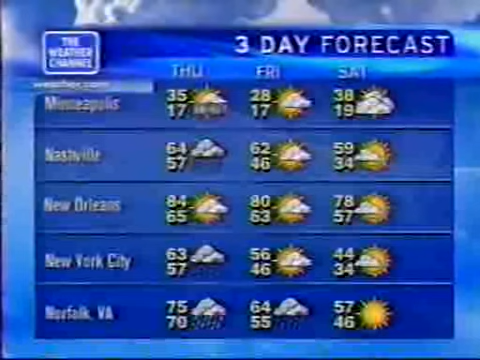 THE
WEATHER
CHANNEL
weather.com
3 DAY FORECAST
THU FRI SAT
Minneapolis 35 17 28 17 38 19
Nashville 64 57 62 46 59 34
New Orleans 84 65 80 63 78 57
New York City 63 57 56 46 44 34
Norfolk, VA 75 70 64 55 57 46